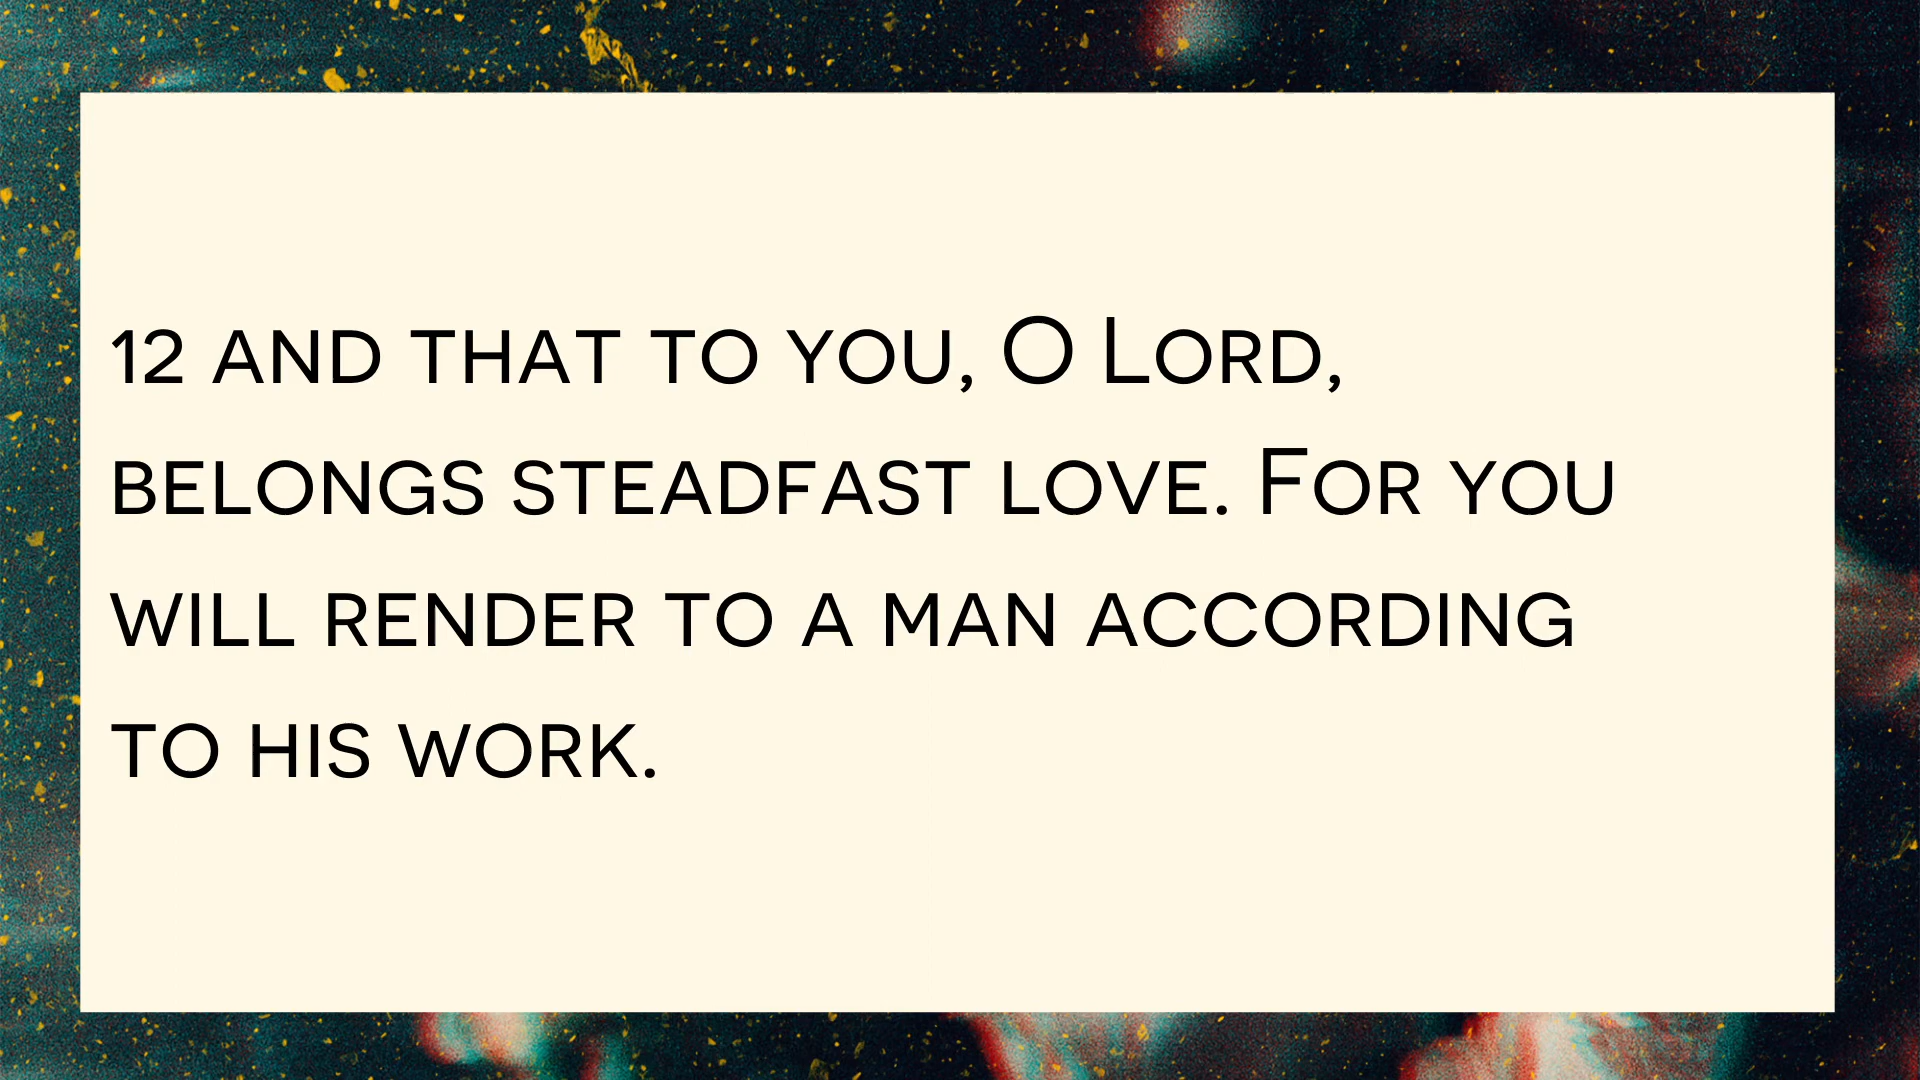 12 and that to you, O Lord,
belongs steadfast love. For you
will render to a man according
to his work.